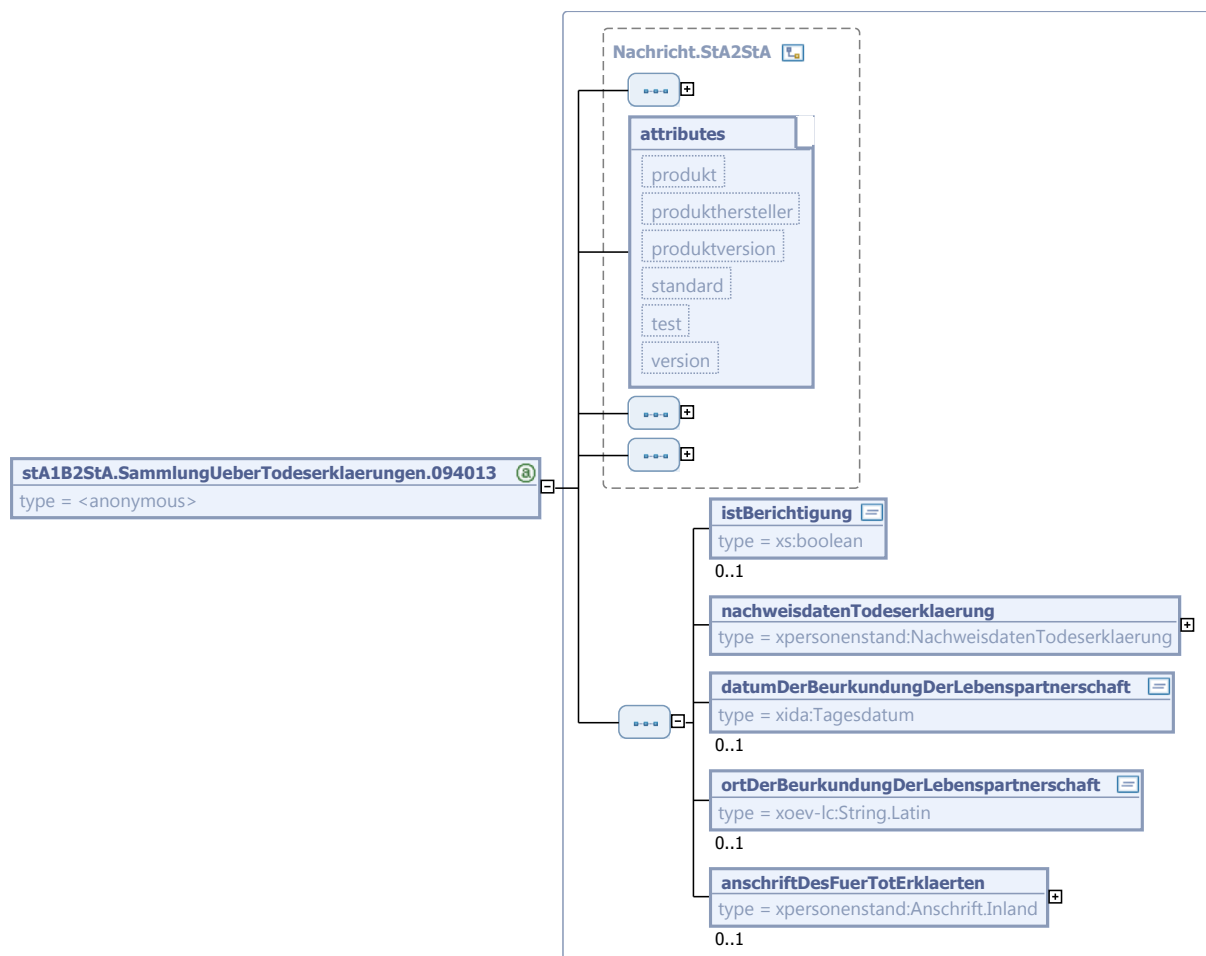 Nachricht.StA2StA
attributes
produkt
produkthersteller
produktversion
standard
test
version
stA1B2StA.SammlungUeberTodeserklaerungen.094013
type = <anonymous>
istBerichtigung
type = xs:boolean
0..1
nachweisdatenTodeserklaerung
type = xpersonenstand:NachweisdatenTodeserklaerung
datumDerBeurkundungDerLebenspartnerschaft
type = xida:Tagesdatum
0..1
ortDerBeurkundungDerLebenspartnerschaft
type = xoev-lc:String.Latin
0..1
anschriftDesFuerTotErklaerten
type = xpersonenstand:Anschrift.Inland
0..1